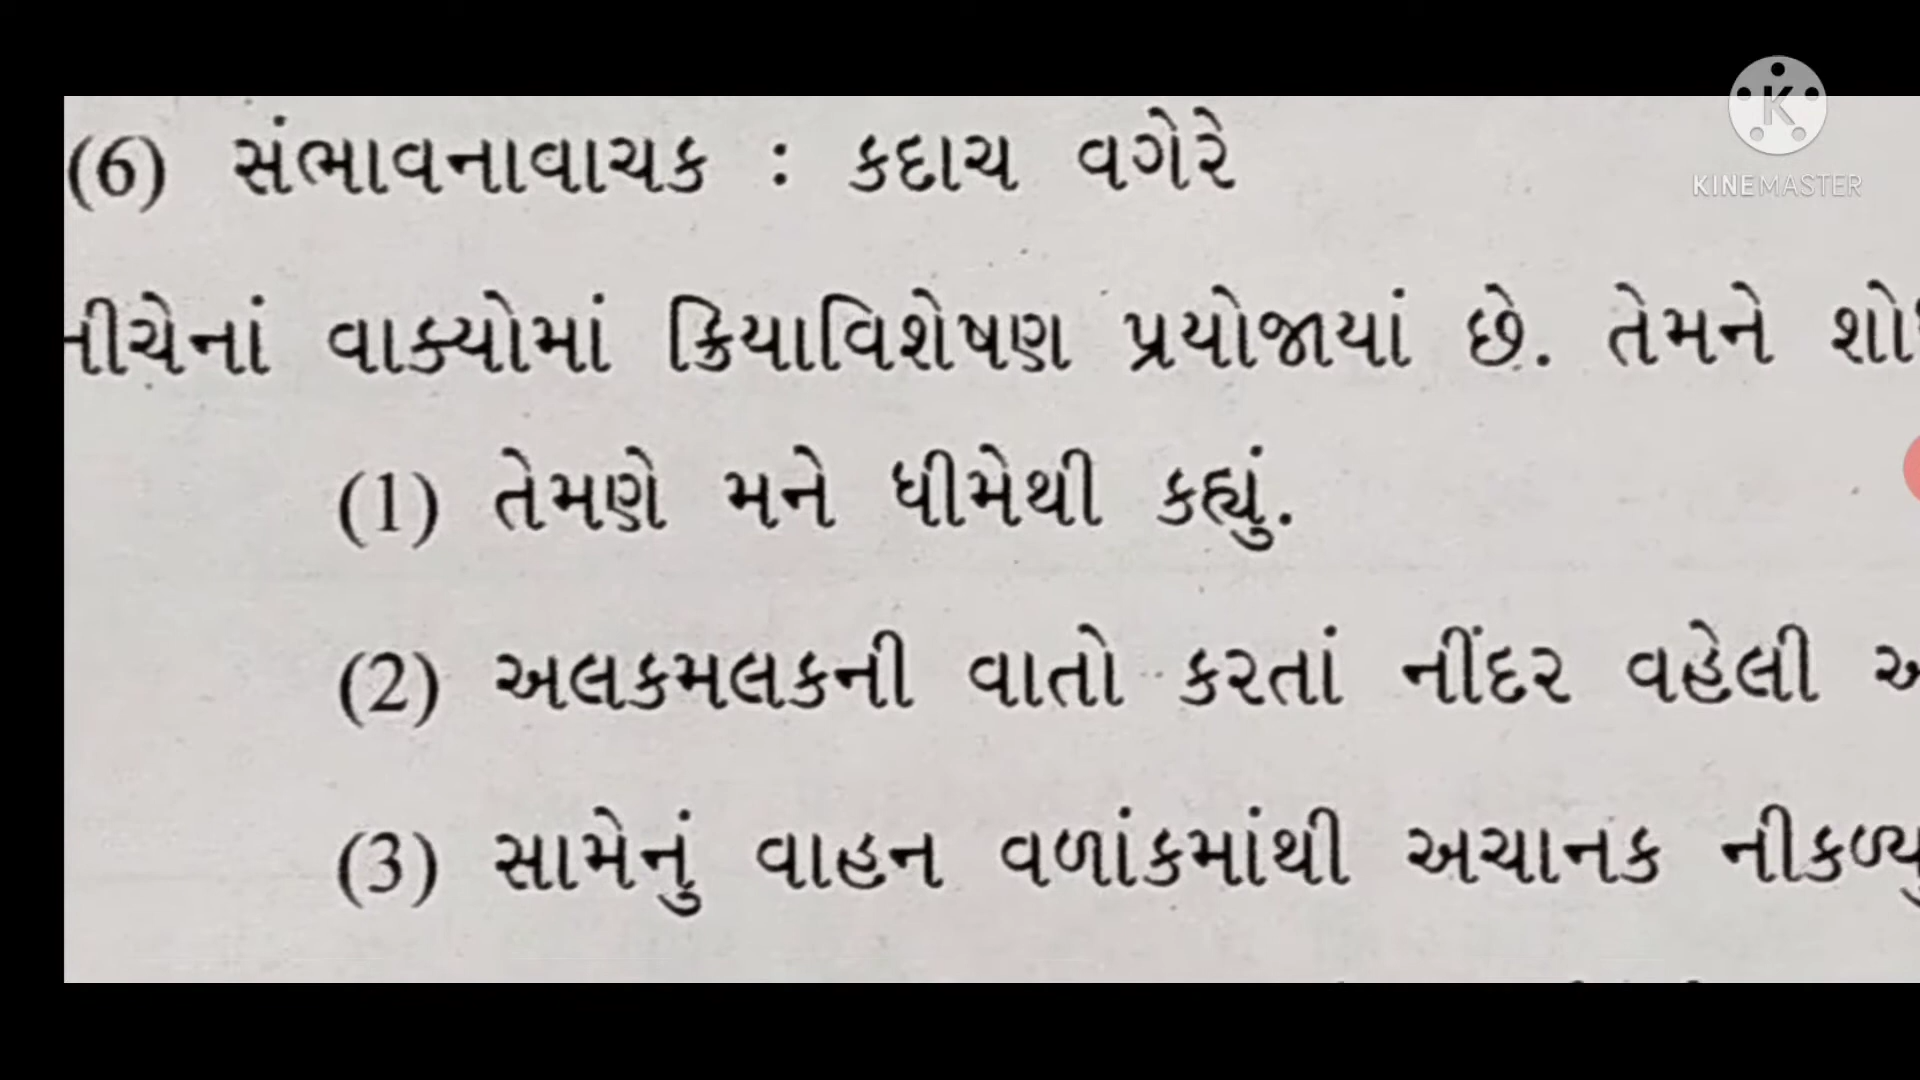 (6) સંભાવનાવાચક : કદાચ વગેરે
K
KINEMASTER
નીચેનાં વાક્યોમાં ક્રિયાવિશેષણ પ્રયોજાયાં છે. તેમને
(1) તેમણે મને ધીમેથી કહ્યું.
(2) અલકમલકની વાતો કરતાં નીંદર વહેલી
(3) સામેનું વાહન વળાંકમાંથી અચાનક